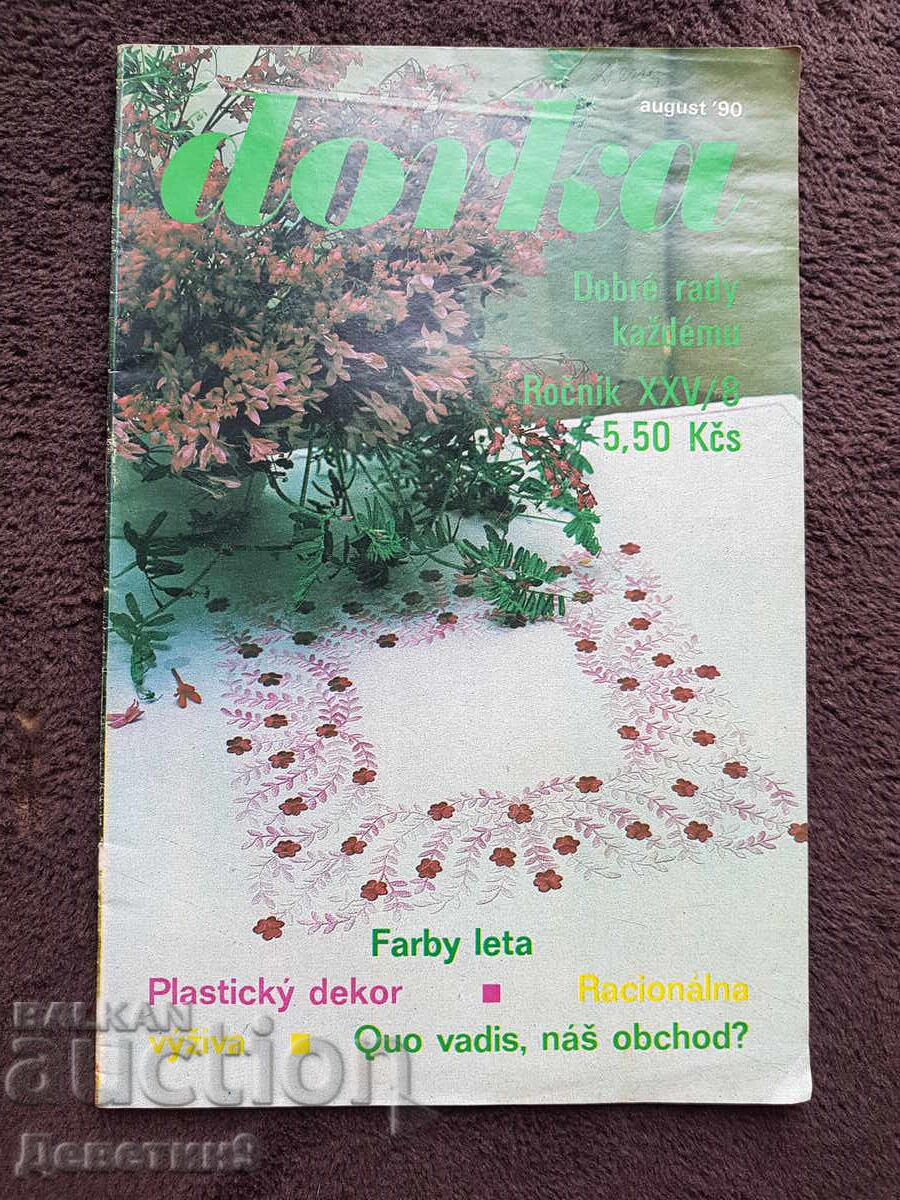 august '90
dorka
Dobré rady
každému
Ročník XXV/8
5,50 Kčs
Farby leta
Plastický dekor ■ Racionálna
výživa ■ Quo vadis, náš obchod?
BALKAN
auction
Деветик9